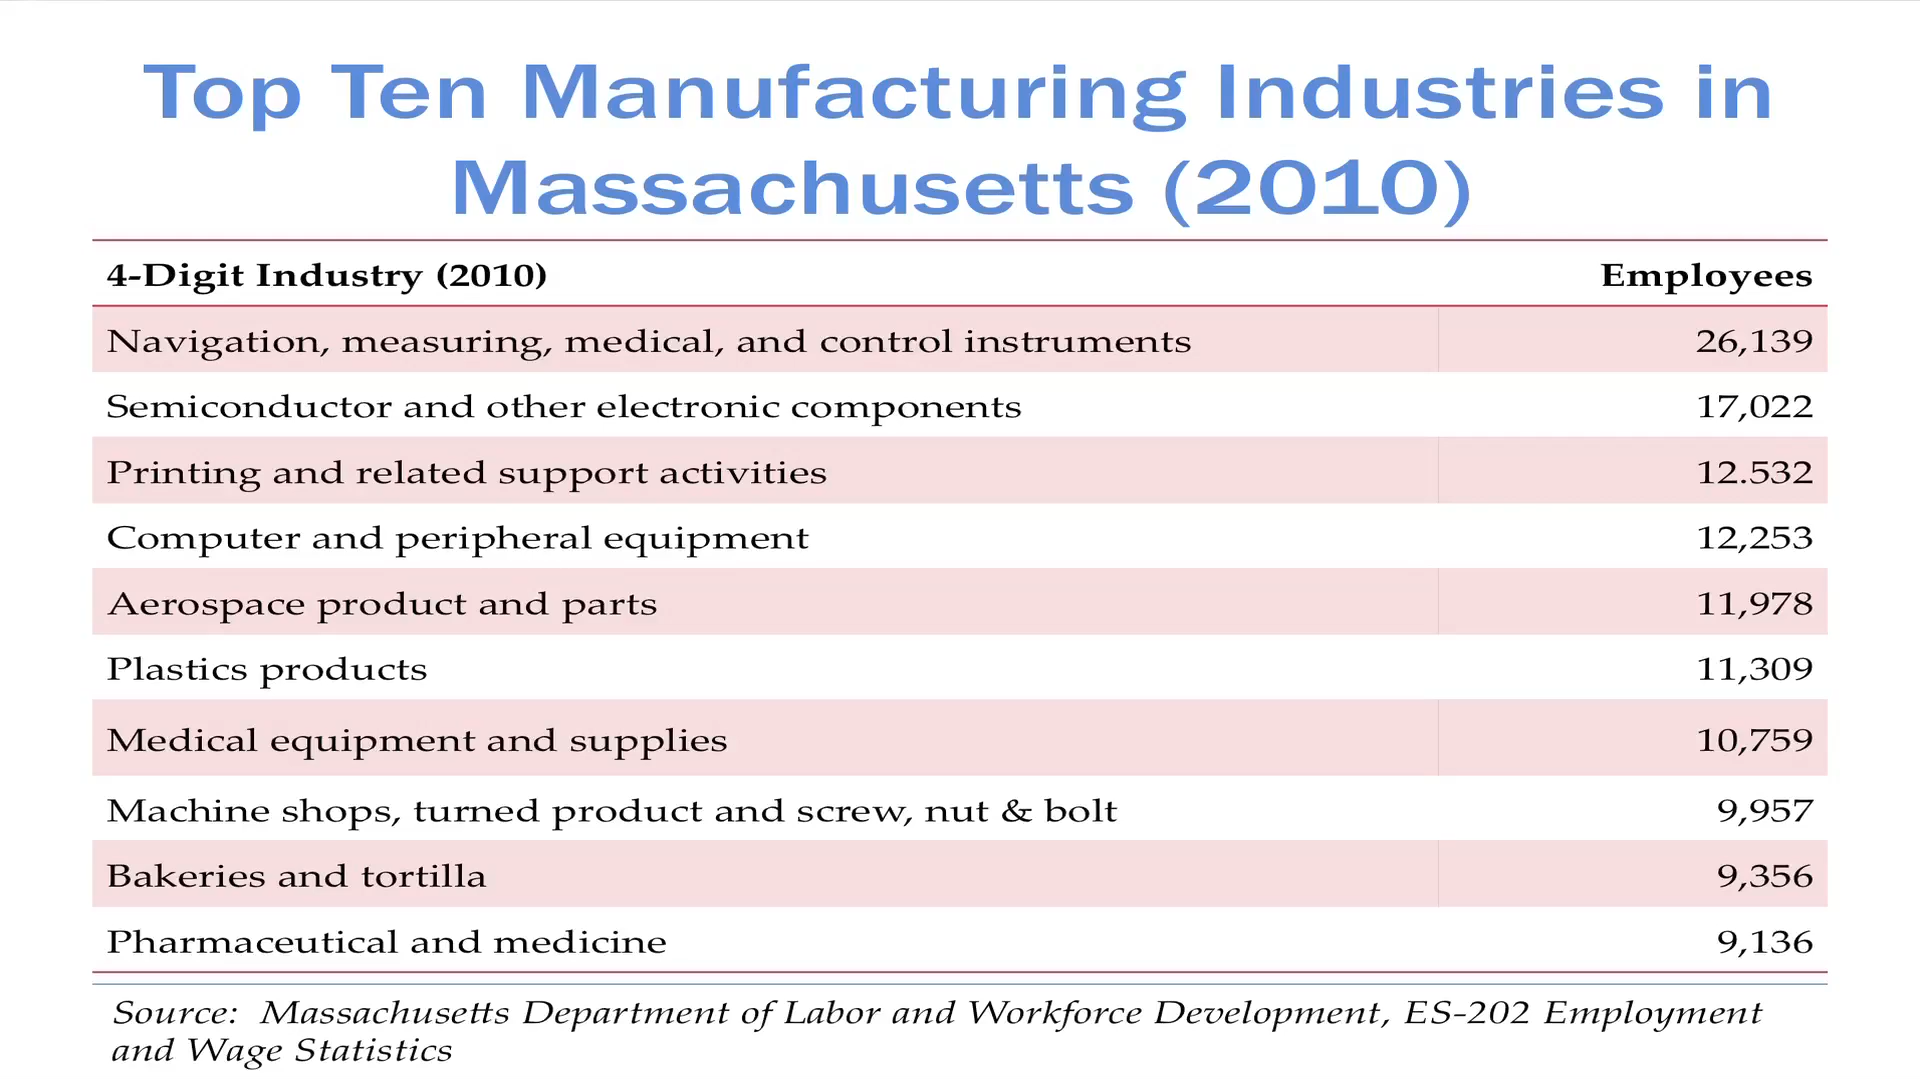 Top Ten Manufacturing Industries in
Massachusetts (2010)
4-Digit Industry (2010) Employees
Navigation, measuring, medical, and control instruments 26,139
Semiconductor and other electronic components 17,022
Printing and related support activities 12.532
Computer and peripheral equipment 12,253
Aerospace product and parts 11,978
Plastics products 11,309
Medical equipment and supplies 10,759
Machine shops, turned product and screw, nut & bolt 9,957
Bakeries and tortilla 9,356
Pharmaceutical and medicine 9,136
Source: Massachusetts Department of Labor and Workforce Development, ES-202 Employment
and Wage Statistics